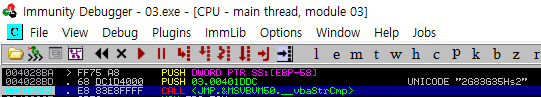 Immunity Debugger - 03.exe - [CPU - main thread, module 03]
C File View Debug Plugins ImmLib Options Window Jobs
l e m t w h c p k b z r
004028BA > FF75 A8 PUSH DWORD PTR SS:[EBP-58]
004028BD . 68 DC1D4000 PUSH 03.00401DDC UNICODE "2G83G35Hs2"
004028C2 . E8 83E8FFFF CALL <JMP.&MSVBVM50.__vbaStrCmp>